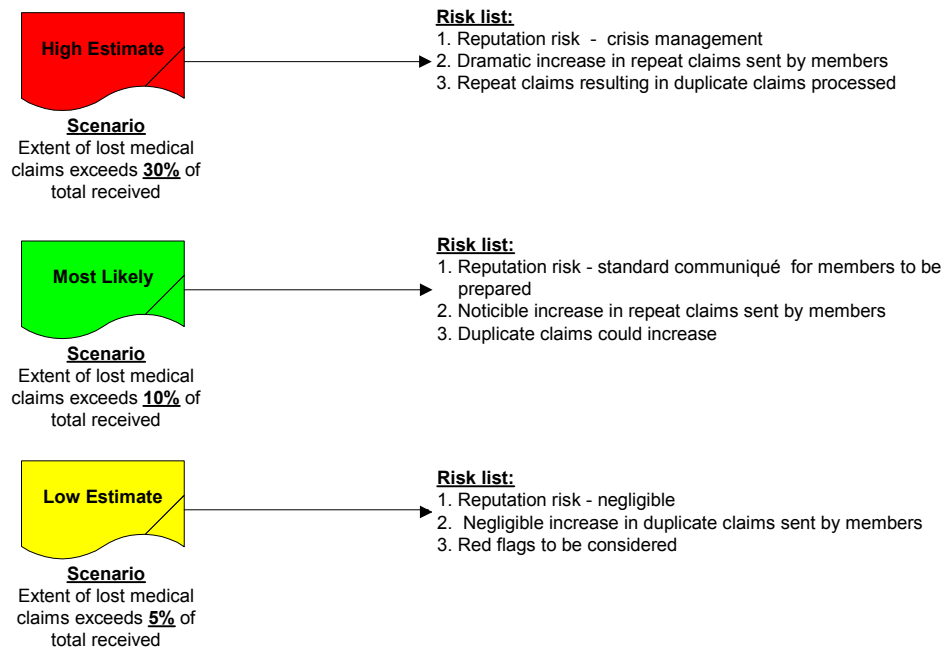 High Estimate
Scenario
Extent of lost medical
claims exceeds 30% of
total received
Risk list:
1. Reputation risk - crisis management
2. Dramatic increase in repeat claims sent by members
3. Repeat claims resulting in duplicate claims processed
Most Likely
Scenario
Extent of lost medical
claims exceeds 10% of
total received
Risk list:
1. Reputation risk - standard communiqué for members to be
prepared
2. Noticible increase in repeat claims sent by members
3. Duplicate claims could increase
Low Estimate
Scenario
Extent of lost medical
claims exceeds 5% of
total received
Risk list:
1. Reputation risk - negligible
2. Negligible increase in duplicate claims sent by members
3. Red flags to be considered